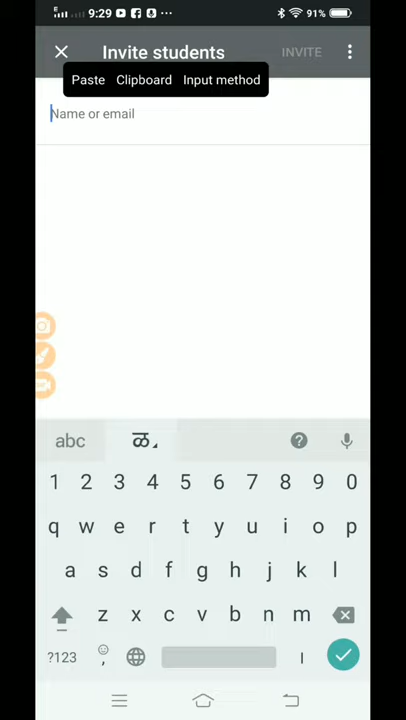 9:29 91%
Invite students INVITE
Paste Clipboard Input method
Name or email
abc ळ
1 2 3 4 5 6 7 8 9 0
q w e r t y u i o p
a s d f g h j k l
z x c v b n m
?123 , ।